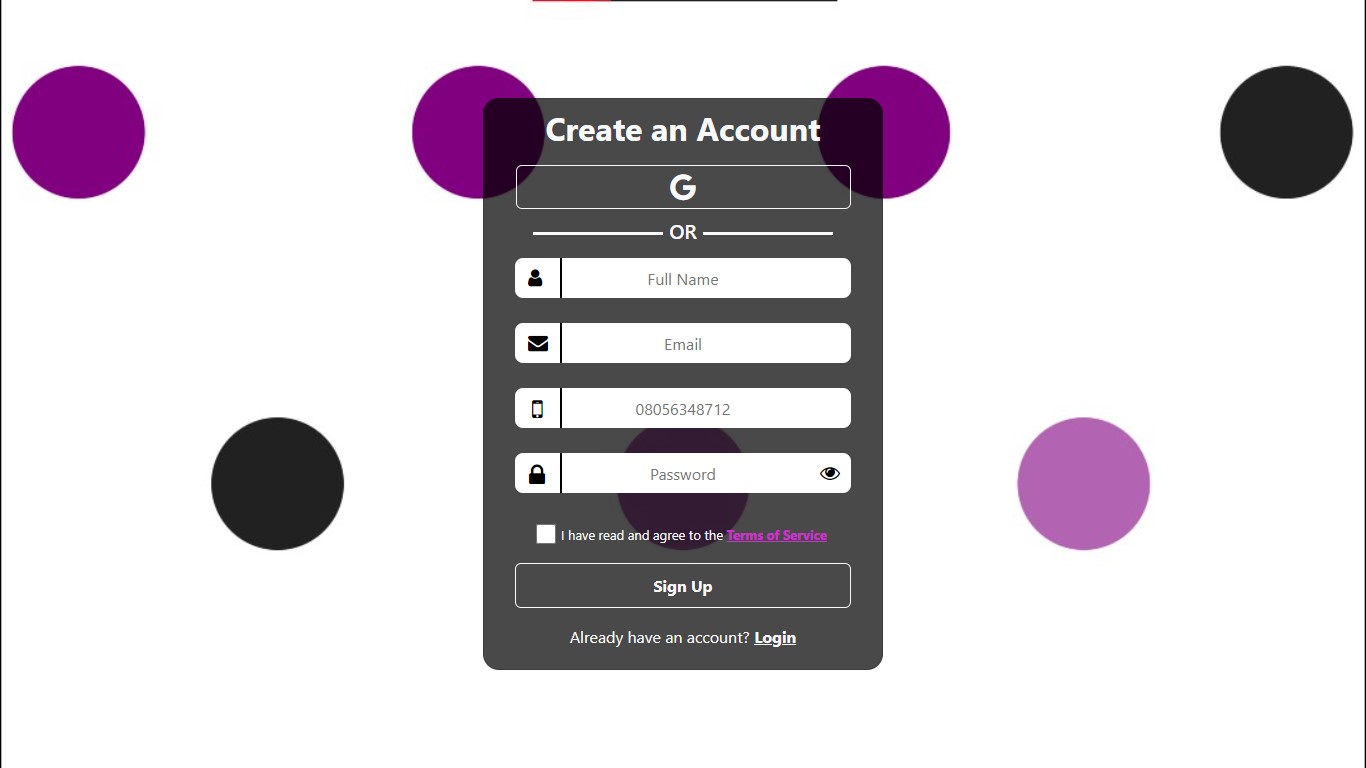 Create an Account
G
OR
Full Name
Email
08056348712
Password
I have read and agree to the Terms of Service
Sign Up
Already have an account? Login